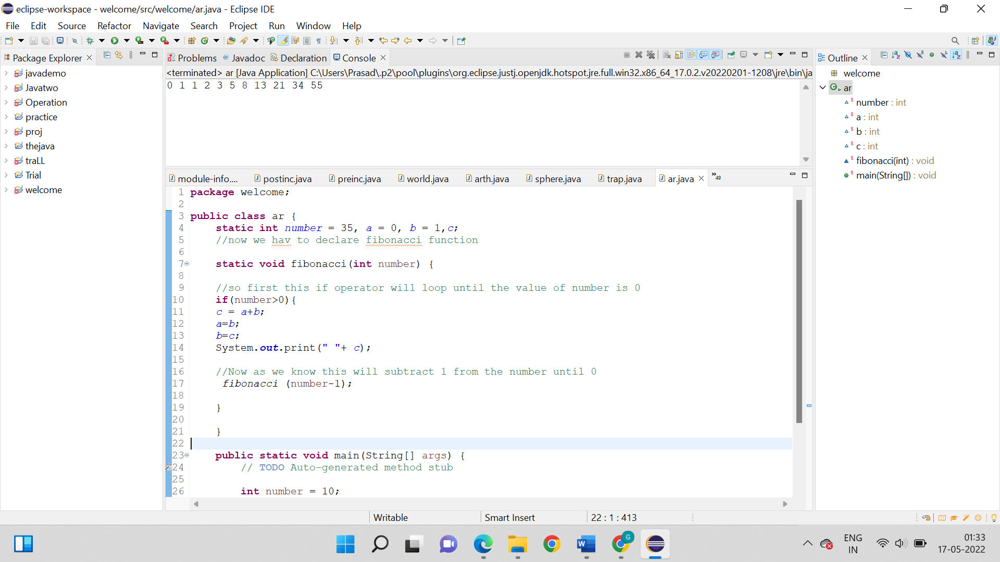 eclipse-workspace - welcome/src/welcome/ar.java - Eclipse IDE
File Edit Source Refactor Navigate Search Project Run Window Help
Package Explorer
javademo
Javatwo
Operation
practice
proj
thejava
traLL
Trial
welcome
Problems @ Javadoc Declaration Console
<terminated> ar [Java Application] C:\Users\Prasad\.p2\pool\plugins\org.eclipse.justj.openjdk.hotspot.jre.full.win32.x86_64_17.0.2.v20220201-1208\jre\bin\ja
0 1 1 2 3 5 8 13 21 34 55
module-info.... postinc.java preinc.java world.java arth.java sphere.java trap.java ar.java »49
1 package welcome;
2
3 public class ar {
4 static int number = 35, a = 0, b = 1,c;
5 //now we hav to declare fibonacci function
6
7 static void fibonacci(int number) {
8
9 //so first this if operator will loop until the value of number is 0
10 if(number>0){
11 c = a+b;
12 a=b;
13 b=c;
14 System.out.print(" "+ c);
15
16 //Now as we know this will subtract 1 from the number until 0
17 fibonacci (number-1);
18
19 }
20
21 }
22
23 public static void main(String[] args) {
24 // TODO Auto-generated method stub
25
26 int number = 10;
Outline
welcome
ar
number : int
a : int
b : int
c : int
fibonacci(int) : void
main(String[]) : void
Writable Smart Insert 22 : 1 : 413
ENG
IN
01:33
17-05-2022